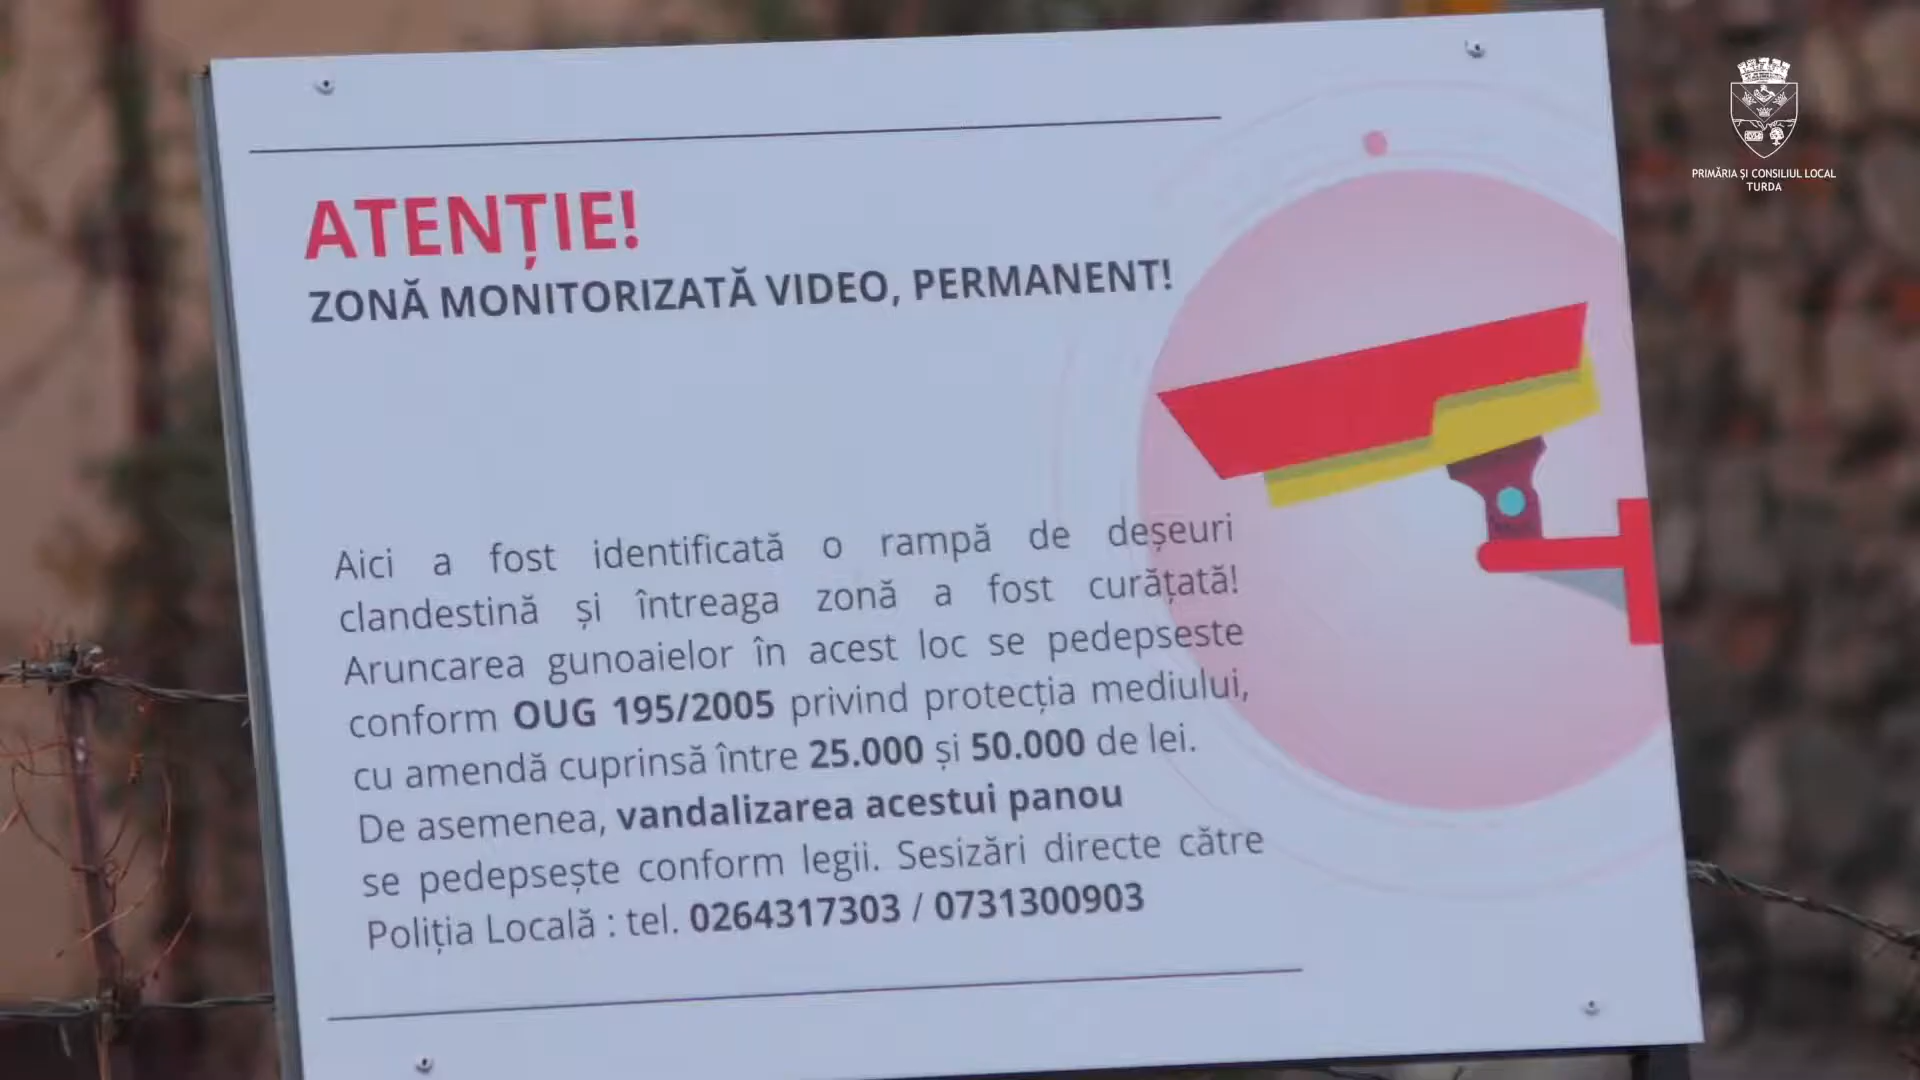 ATENȚIE!
ZONĂ MONITORIZATĂ VIDEO, PERMANENT!
Aici a fost identificată o rampă de deșeuri
clandestină și întreaga zonă a fost curățată!
Aruncarea gunoaielor în acest loc se pedepseste
conform OUG 195/2005 privind protecția mediului,
cu amendă cuprinsă între 25.000 și 50.000 de lei.
De asemenea, vandalizarea acestui panou
se pedepsește conform legii. Sesizări directe către
Poliția Locală : tel. 0264317303 / 0731300903
PRIMĂRIA ȘI CONSILIUL LOCAL
TURDA